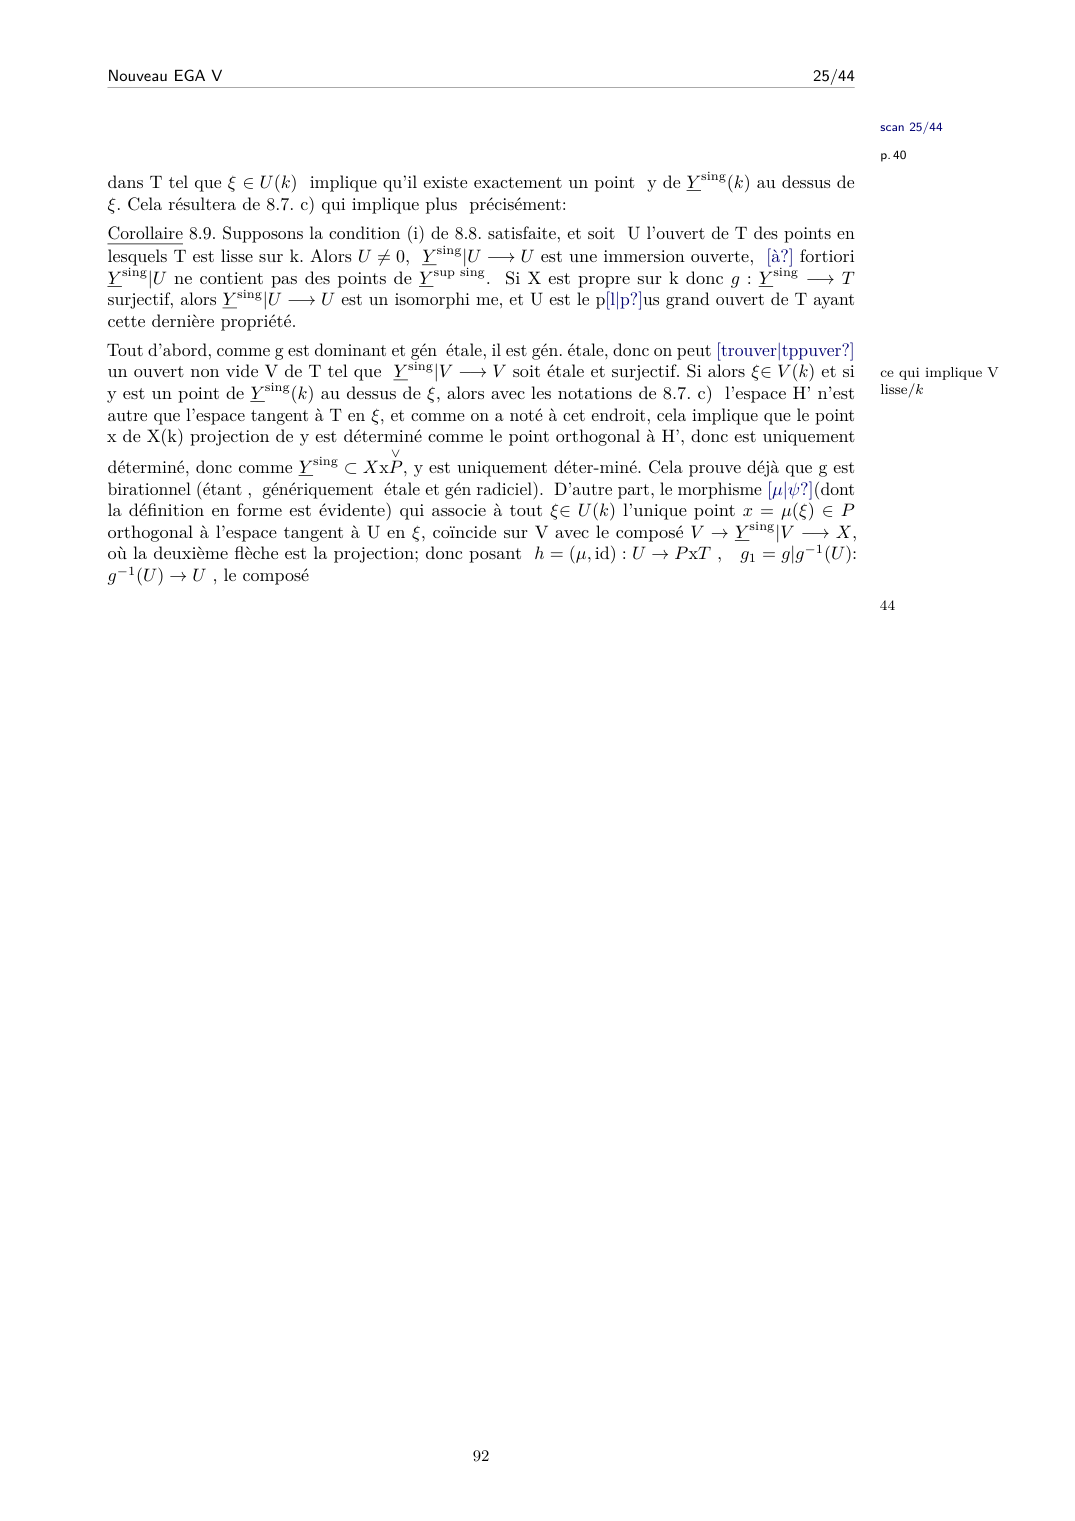 Nouveau EGA V 25/44
scan 25/44
p. 40
dans T tel que ξ ∈ U(k) implique qu'il existe exactement un point y de Y^sing(k) au dessus de
ξ. Cela résultera de 8.7. c) qui implique plus précisément:
Corollaire 8.9. Supposons la condition (i) de 8.8. satisfaite, et soit U l'ouvert de T des points en
lesquels T est lisse sur k. Alors U ≠ 0, Y^sing|U ⟶ U est une immersion ouverte, [à?] fortiori
Y^sing|U ne contient pas des points de Y^sup sing. Si X est propre sur k donc g : Y^sing ⟶ T
surjectif, alors Y^sing|U ⟶ U est un isomorphi me, et U est le p[l|p?]us grand ouvert de T ayant
cette dernière propriété.
Tout d'abord, comme g est dominant et gén étale, il est gén. étale, donc on peut [trouver|tppuver?]
un ouvert non vide V de T tel que Y^sing|V ⟶ V soit étale et surjectif. Si alors ξ∈ V(k) et si
ce qui implique V
lisse/k
y est un point de Y^sing(k) au dessus de ξ, alors avec les notations de 8.7. c) l'espace H' n'est
autre que l'espace tangent à T en ξ, et comme on a noté à cet endroit, cela implique que le point
x de X(k) projection de y est déterminé comme le point orthogonal à H', donc est uniquement
déterminé, donc comme Y^sing ⊂ XxP̌, y est uniquement déter-miné. Cela prouve déjà que g est
birationnel (étant , génériquement étale et gén radiciel). D'autre part, le morphisme [μ|ψ?](dont
la définition en forme est évidente) qui associe à tout ξ∈ U(k) l'unique point x = μ(ξ) ∈ P
orthogonal à l'espace tangent à U en ξ, coïncide sur V avec le composé V → Y^sing|V ⟶ X,
où la deuxième flèche est la projection; donc posant h = (μ, id) : U → PxT , g₁ = g|g⁻¹(U):
g⁻¹(U) → U , le composé
44
92